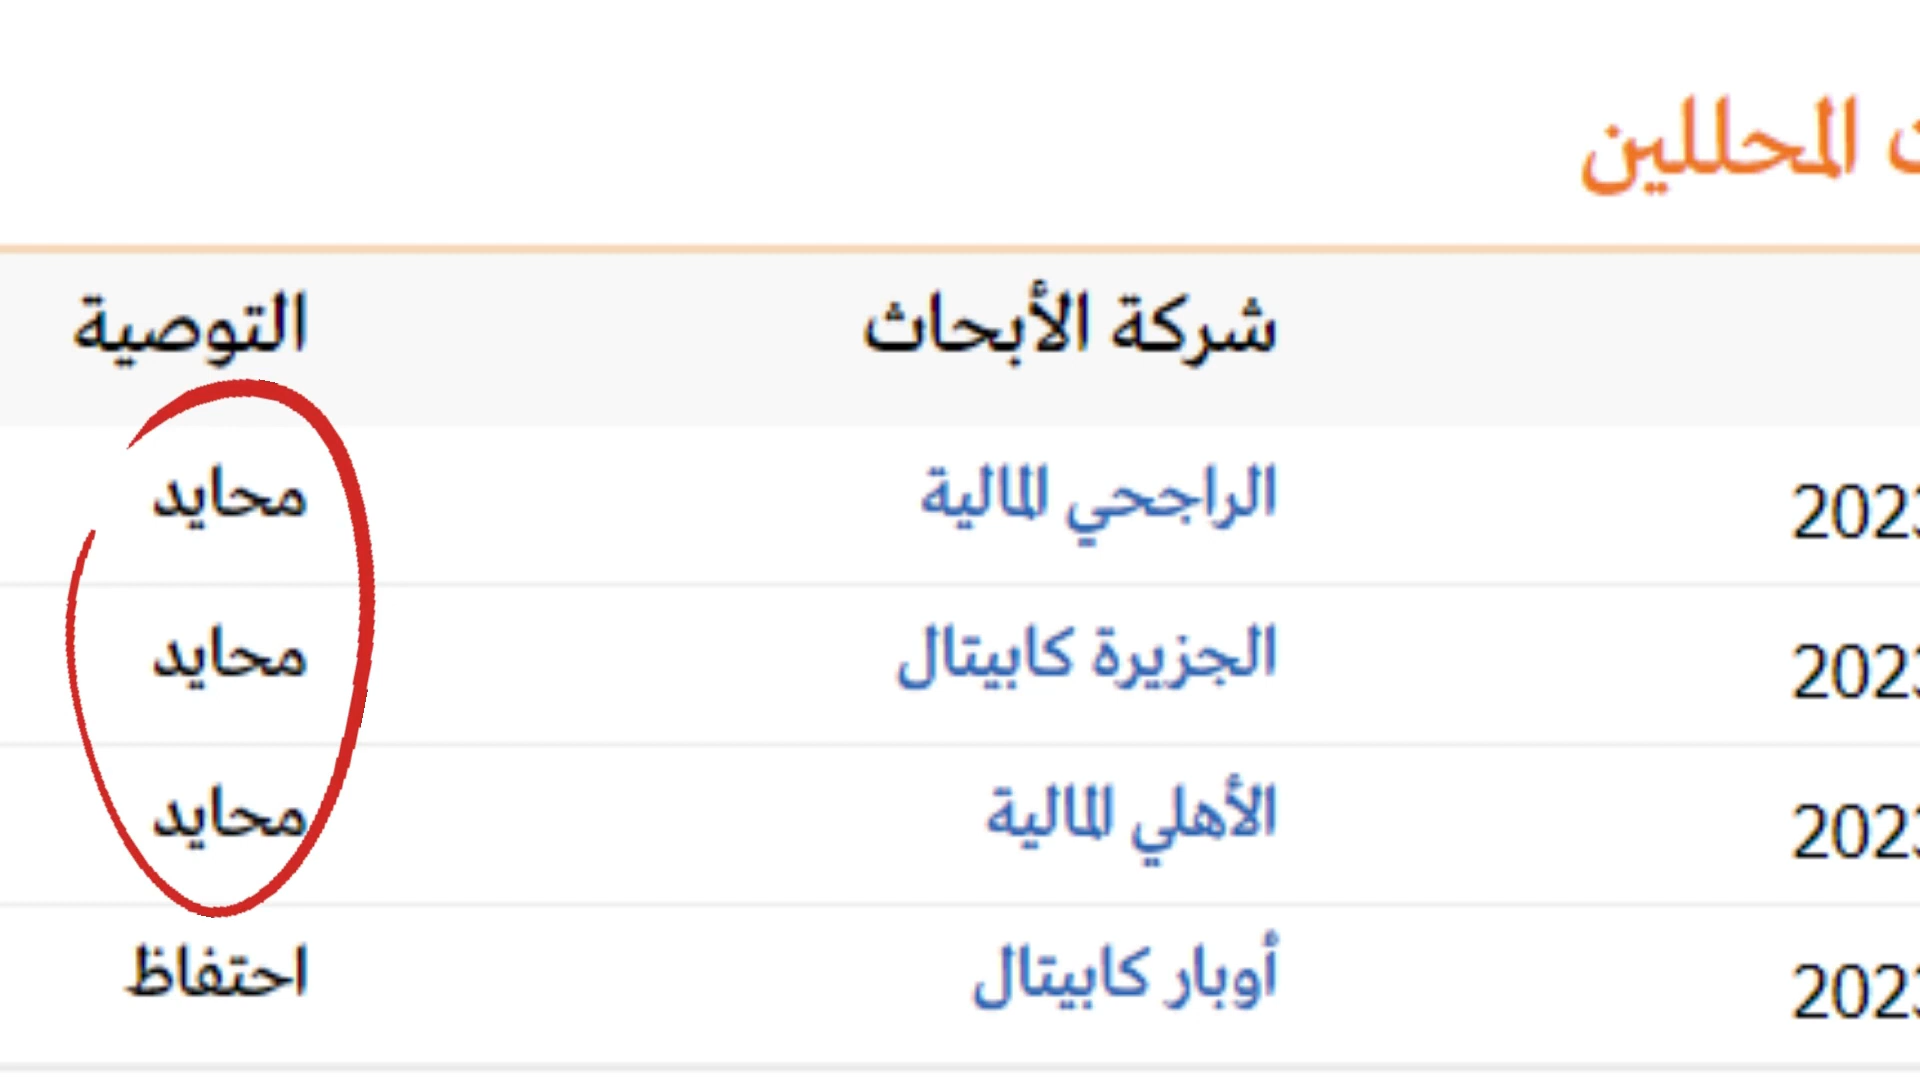 المحللين
شركة الأبحاث التوصية
الراجحي المالية محايد
الجزيرة كابيتال محايد
الأهلي المالية محايد
أوبار كابيتال احتفاظ